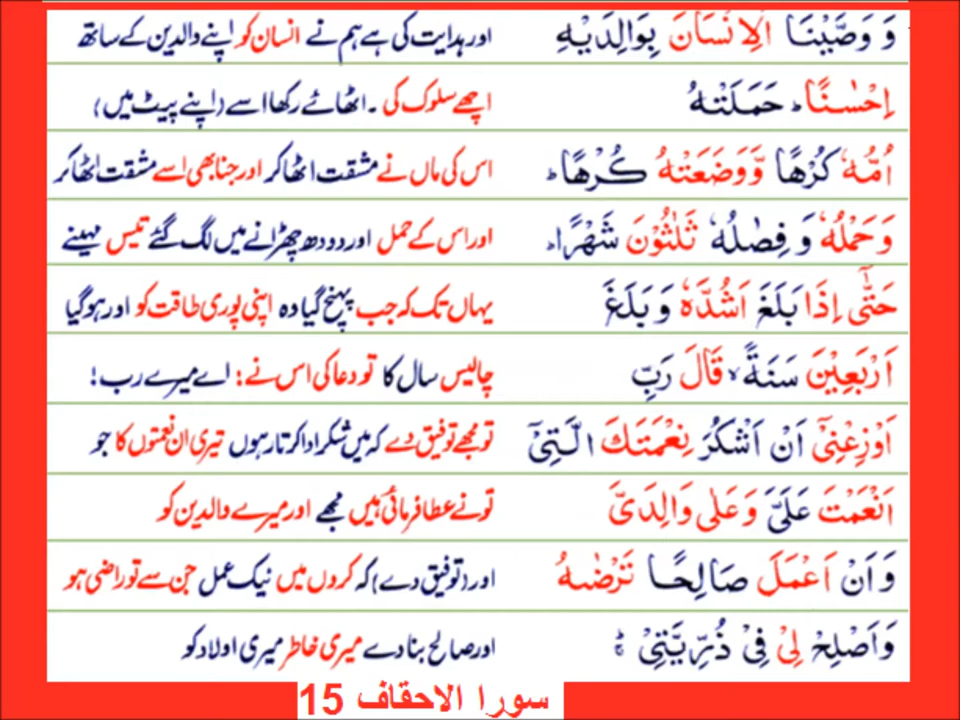 وَ وَصَّيْنَا الْاِنْسَانَ بِوَالِدَيْهِ اور ہدایت کی ہے ہم نے انسان کو اپنے والدین کے ساتھ
اِحْسٰنًا ؕ حَمَلَتْهُ اچھے سلوک کی ۔ اٹھائے رکھا اسے (اپنے پیٹ میں)
اُمُّهٗ كُرْهًا وَّوَضَعَتْهُ كُرْهًا ؕ اس کی ماں نے مشقت اٹھا کر اور جنا بھی اسے مشقت اٹھا کر
وَحَمْلُهٗ وَ فِصٰلُهٗ ثَلٰثُوْنَ شَهْرًا ؕ اور اس کے حمل اور دودھ چھڑانے میں لگ گئے تیس مہینے
حَتّٰٓى اِذَا بَلَغَ اَشُدَّهٗ وَ بَلَغَ یہاں تک کہ جب پہنچ گیا وہ اپنی پوری طاقت کو اور ہو گیا
اَرْبَعِيْنَ سَنَةً ۙ قَالَ رَبِّ چالیس سال کا تو دعا کی اس نے: اے میرے رب!
اَوْزِعْنِىْٓ اَنْ اَشْكُرَ نِعْمَتَكَ الَّتِىْٓ تو مجھے توفیق دے کہ میں شکر ادا کرتا رہوں تیری ان نعمتوں کا جو
اَنْعَمْتَ عَلَىَّ وَ عَلٰى وَالِدَىَّ تو نے عطا فرمائی ہیں مجھے اور میرے والدین کو
وَ اَنْ اَعْمَلَ صَالِحًا تَرْضٰهُ اور (توفیق دے) کہ کروں میں نیک عمل جن سے تو راضی ہو
وَ اَصْلِحْ لِىْ فِىْ ذُرِّيَّتِىْ ۚ اور صالح بنا دے میری خاطر میری اولاد کو
سورا الاحقاف 15